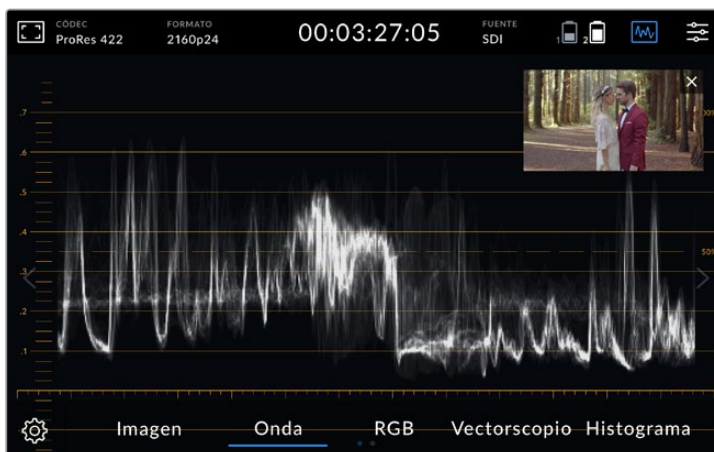 CÓDEC
ProRes 422
FORMATO
2160p24
00:03:27:05
FUENTE
SDI
1
2
.7
.6
.5
.4
.3
.2
.1
50%
Imagen
Onda
RGB
Vectorscopio
Histograma